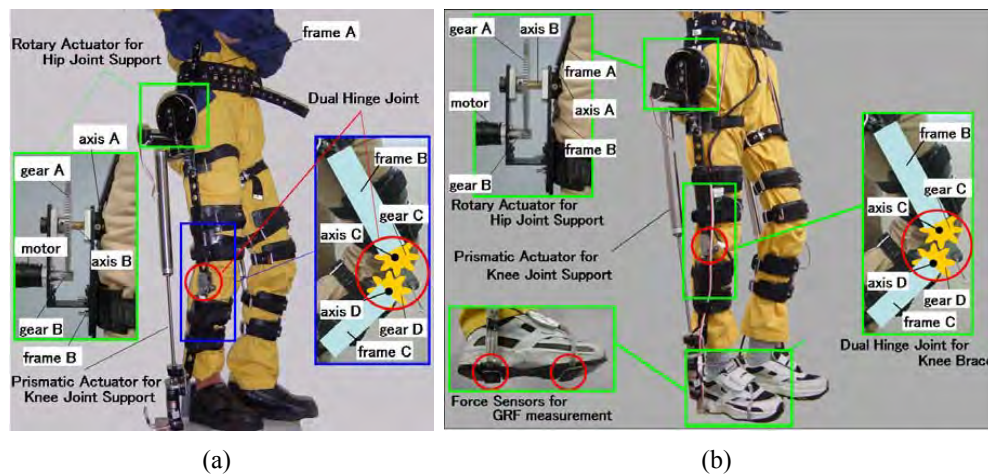 (a)
Rotary Actuator for
Hip Joint Support
frame A
Dual Hinge Joint
axis A
gear A
motor
axis B
gear B
frame B
frame B
gear C
axis C
axis D
gear D
frame C
Prismatic Actuator for
Knee Joint Support
(b)
gear A
axis B
frame A
motor
axis A
frame B
gear B
Rotary Actuator for
Hip Joint Support
Prismatic Actuator for
Knee Joint Support
frame B
gear C
axis C
axis D
gear D
frame C
Dual Hinge Joint for
Knee Brace
Force Sensors for
GRF measurement
(a)
(b)